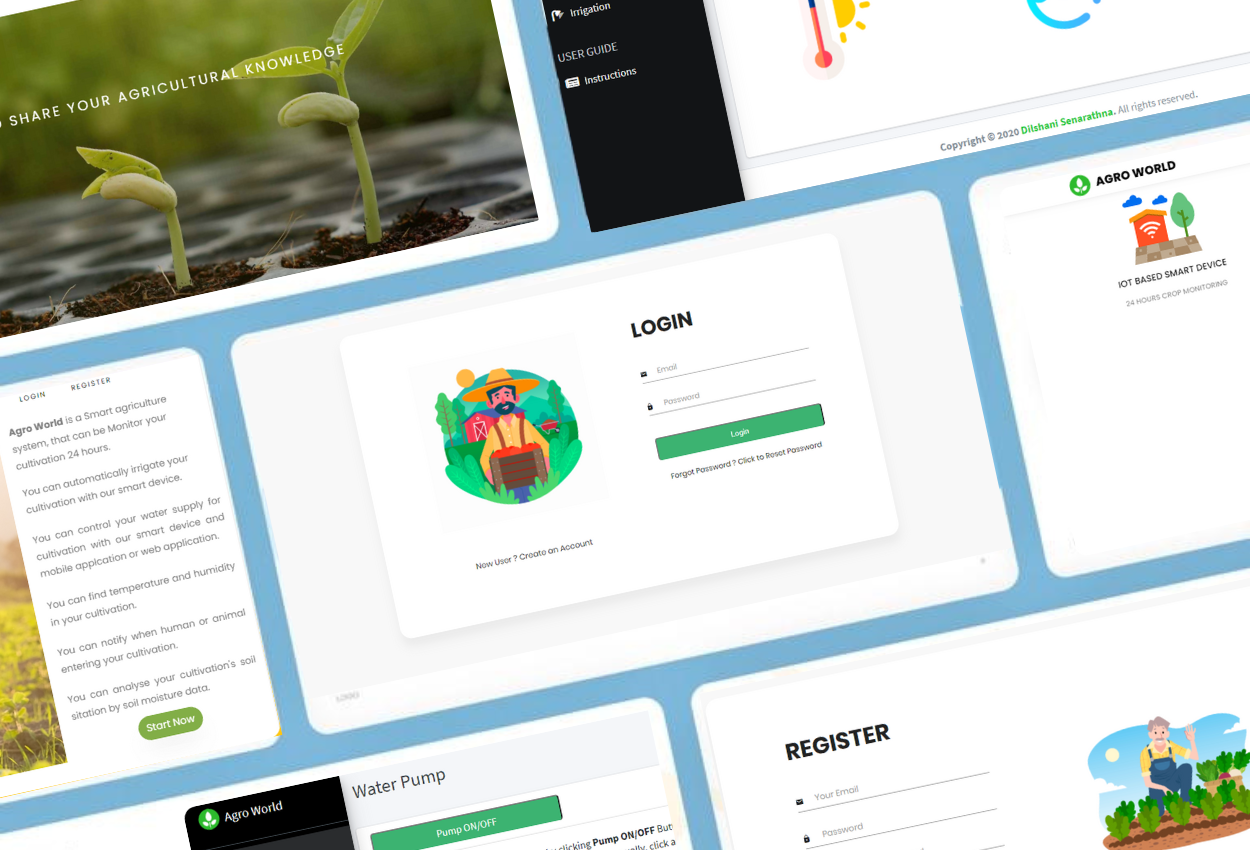 SHARE YOUR AGRICULTURAL KNOWLEDGE
Irrigation
USER GUIDE
Instructions
Copyright © 2020 Dilshani Senarathna. All rights reserved.
AGRO WORLD
IOT BASED SMART DEVICE
24 HOURS CROP MONITORING
LOGIN REGISTER
Agro World is a Smart agriculture
system, that can be Monitor your
cultivation 24 hours.
You can automatically irrigate your
cultivation with our smart device.
You can control your water supply for
cultivation with our smart device and
mobile appication or web application.
You can find temperature and humidity
in your cultivation.
You can notify when human or animal
entering your cultivation.
You can analyse your cultivation's soil
sitation by soil moisture data.
Start Now
LOGIN
Email
Password
Login
Forgot Password ? Click to Reset Password
New User ? Create an Account
Agro World
Water Pump
Pump ON/OFF
clicking Pump ON/OFF But
click a
REGISTER
Your Email
Password